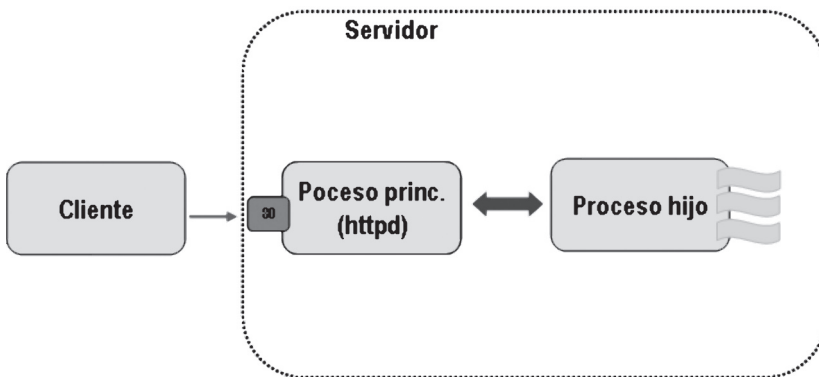 Servidor
Cliente
80
Poceso princ.
(httpd)
Proceso hijo